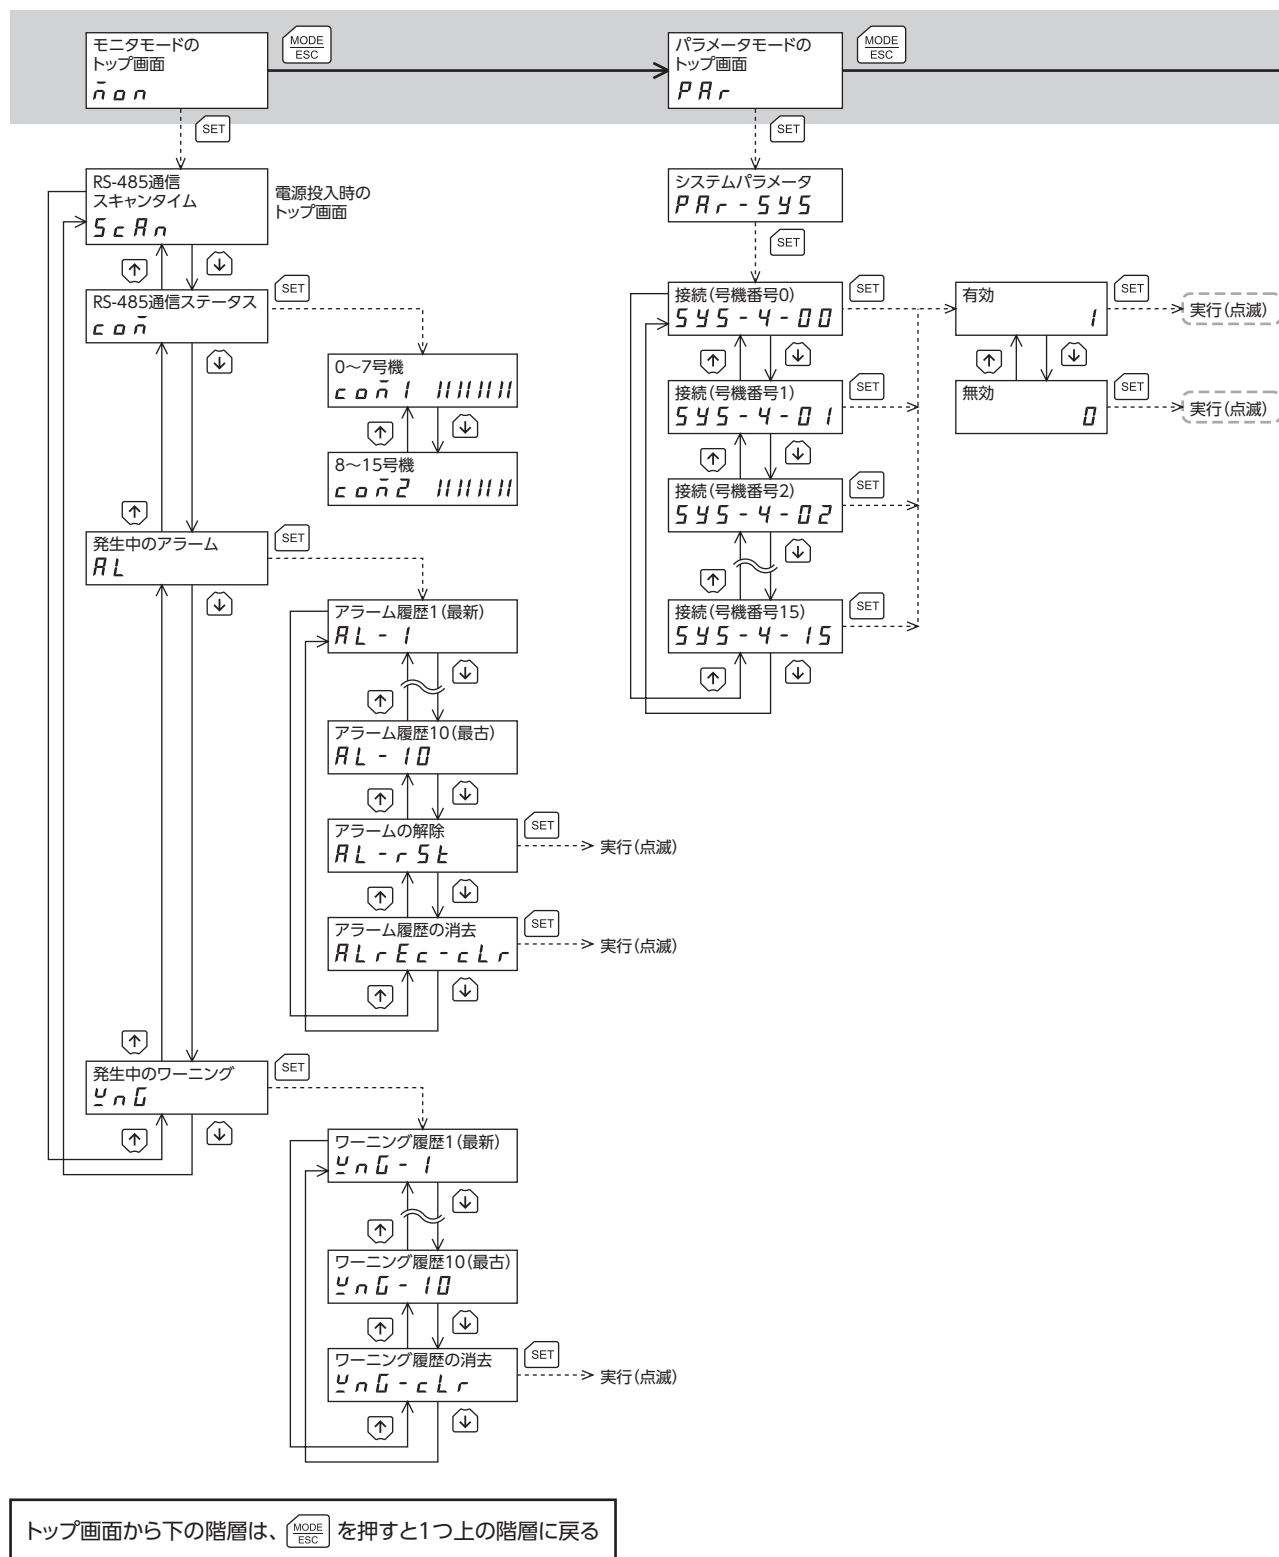 モニタモードの
トップ画面
mon
MODE
ESC
SET
RS-485通信
スキャンタイム
ScAn
電源投入時の
トップ画面
↑
↓
RS-485通信ステータス
con
SET
↓
0～7号機
com1 11111111
↑
↓
8～15号機
com2 11111111
↑
発生中のアラーム
AL
SET
↓
アラーム履歴1(最新)
AL-1
↓
↑
アラーム履歴10(最古)
AL-10
↑
↓
アラームの解除
AL-rSt
SET
実行(点滅)
↑
↓
アラーム履歴の消去
ALrEc-cLr
SET
実行(点滅)
↑
↓
↑
発生中のワーニング
WnG
SET
↑
↓
ワーニング履歴1(最新)
WnG-1
↓
↑
ワーニング履歴10(最古)
WnG-10
↑
↓
ワーニング履歴の消去
WnG-cLr
SET
実行(点滅)
↑
↓
パラメータモードの
トップ画面
PAr
MODE
ESC
SET
システムパラメータ
PAr-SYS
SET
接続(号機番号0)
SYS-4-00
SET
↑
↓
接続(号機番号1)
SYS-4-01
SET
↑
↓
接続(号機番号2)
SYS-4-02
SET
↓
↑
接続(号機番号15)
SYS-4-15
SET
↑
↓
有効
1
SET
実行(点滅)
↑
↓
無効
0
SET
実行(点滅)
トップ画面から下の階層は、MODE ESC を押すと1つ上の階層に戻る